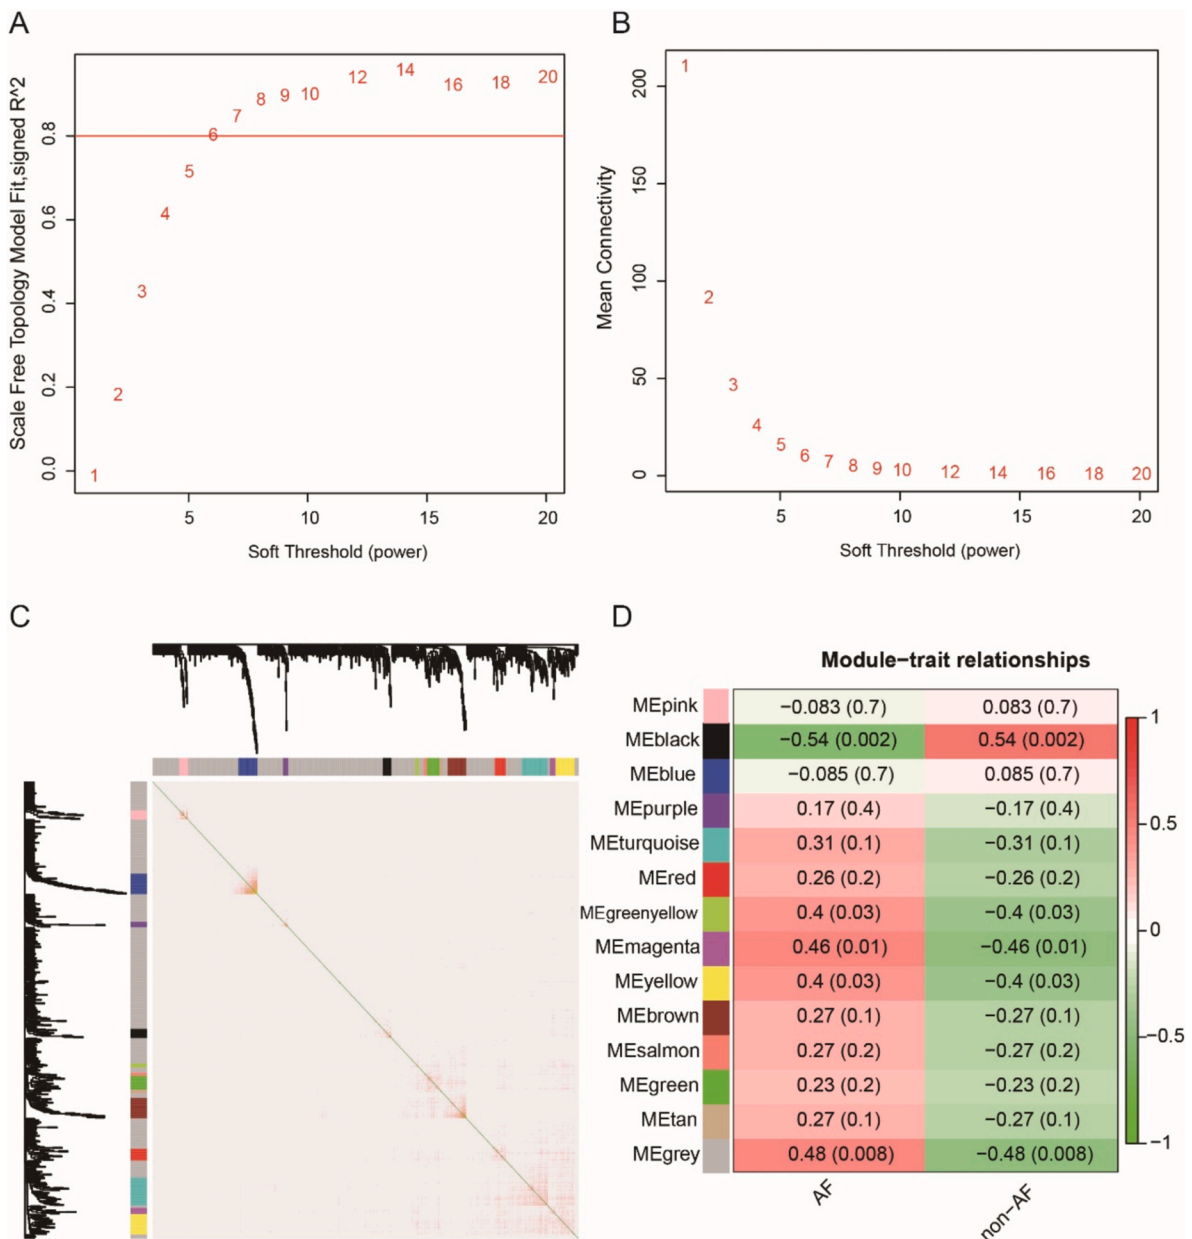 A
Scale Free Topology Model Fit,signed R^2
0.8
0.6
0.4
0.2
0.0
1
2
3
4
5
6
7
8
9
10
12
14
16
18
20
5
10
15
20
Soft Threshold (power)
B
Mean Connectivity
200
150
100
50
0
1
2
3
4
5
6
7
8
9
10
12
14
16
18
20
5
10
15
20
Soft Threshold (power)
C
D
Module−trait relationships
MEpink −0.083 (0.7) 0.083 (0.7)
MEblack −0.54 (0.002) 0.54 (0.002)
MEblue −0.085 (0.7) 0.085 (0.7)
MEpurple 0.17 (0.4) −0.17 (0.4)
MEturquoise 0.31 (0.1) −0.31 (0.1)
MEred 0.26 (0.2) −0.26 (0.2)
MEgreenyellow 0.4 (0.03) −0.4 (0.03)
MEmagenta 0.46 (0.01) −0.46 (0.01)
MEyellow 0.4 (0.03) −0.4 (0.03)
MEbrown 0.27 (0.1) −0.27 (0.1)
MEsalmon 0.27 (0.2) −0.27 (0.2)
MEgreen 0.23 (0.2) −0.23 (0.2)
MEtan 0.27 (0.1) −0.27 (0.1)
MEgrey 0.48 (0.008) −0.48 (0.008)
AF
non−AF
1
0.5
0
−0.5
−1